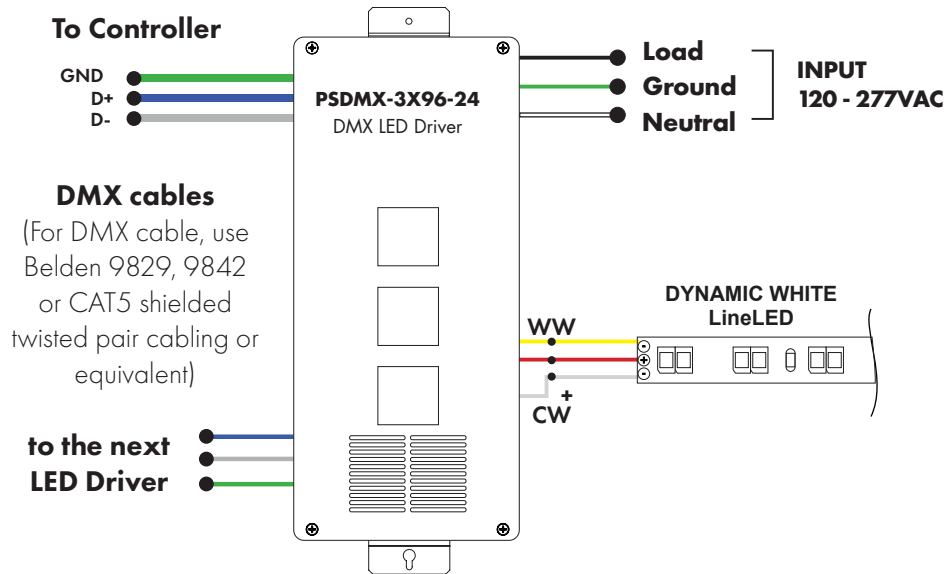 To Controller
GND
D+
D-
DMX cables
(For DMX cable, use
Belden 9829, 9842
or CAT5 shielded
twisted pair cabling or
equivalent)
to the next
LED Driver
PSDMX-3X96-24
DMX LED Driver
Load
Ground
Neutral
INPUT
120 - 277VAC
DYNAMIC WHITE
LineLED
WW
+
CW
-
+
-